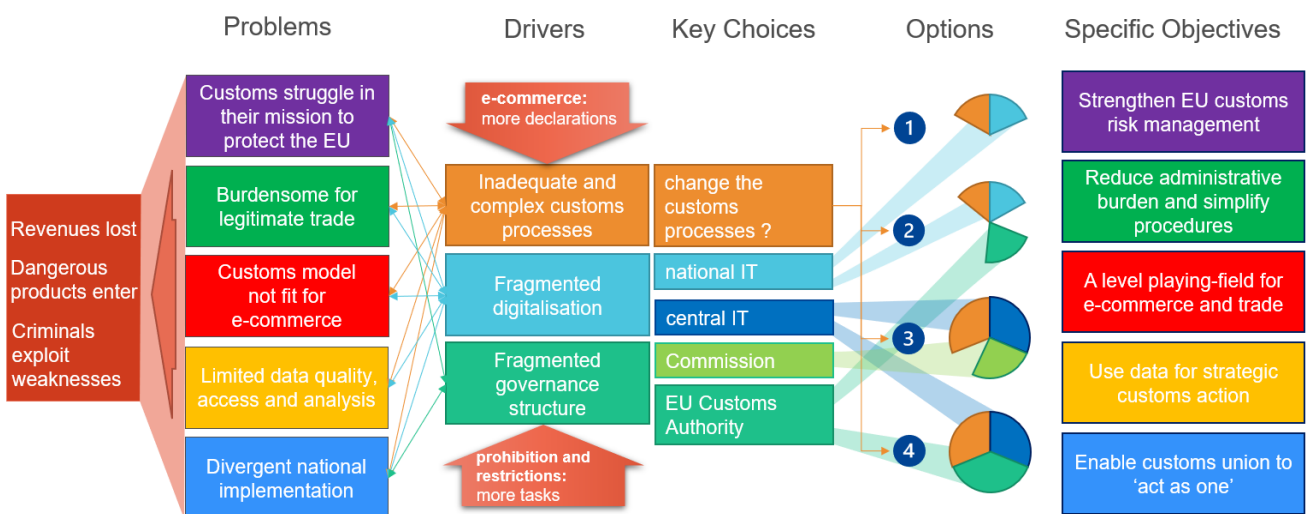 Problems
Drivers
Key Choices
Options
Specific Objectives
Revenues lost
Dangerous
products enter
Criminals
exploit
weaknesses
Customs struggle in
their mission to
protect the EU
Burdensome for
legitimate trade
Customs model
not fit for
e-commerce
Limited data quality,
access and analysis
Divergent national
implementation
e-commerce:
more declarations
Inadequate and
complex customs
processes
Fragmented
digitalisation
Fragmented
governance
structure
prohibition and
restrictions:
more tasks
change the
customs
processes ?
national IT
central IT
Commission
EU Customs
Authority
1
2
3
4
Strengthen EU customs
risk management
Reduce administrative
burden and simplify
procedures
A level playing-field for
e-commerce and trade
Use data for strategic
customs action
Enable customs union to
‘act as one’